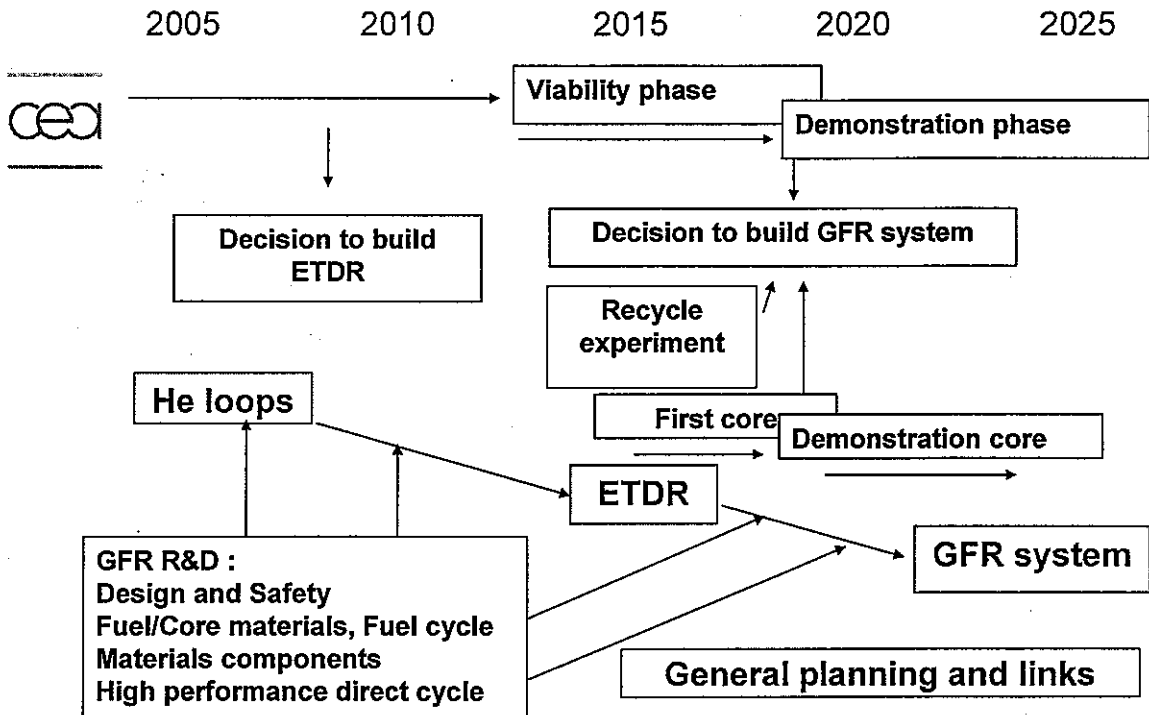 2005 2010 2015 2020 2025
cea
Viability phase
Demonstration phase
Decision to build
ETDR
Decision to build GFR system
Recycle
experiment
He loops
First core
Demonstration core
ETDR
GFR system
GFR R&D :
Design and Safety
Fuel/Core materials, Fuel cycle
Materials components
High performance direct cycle
General planning and links